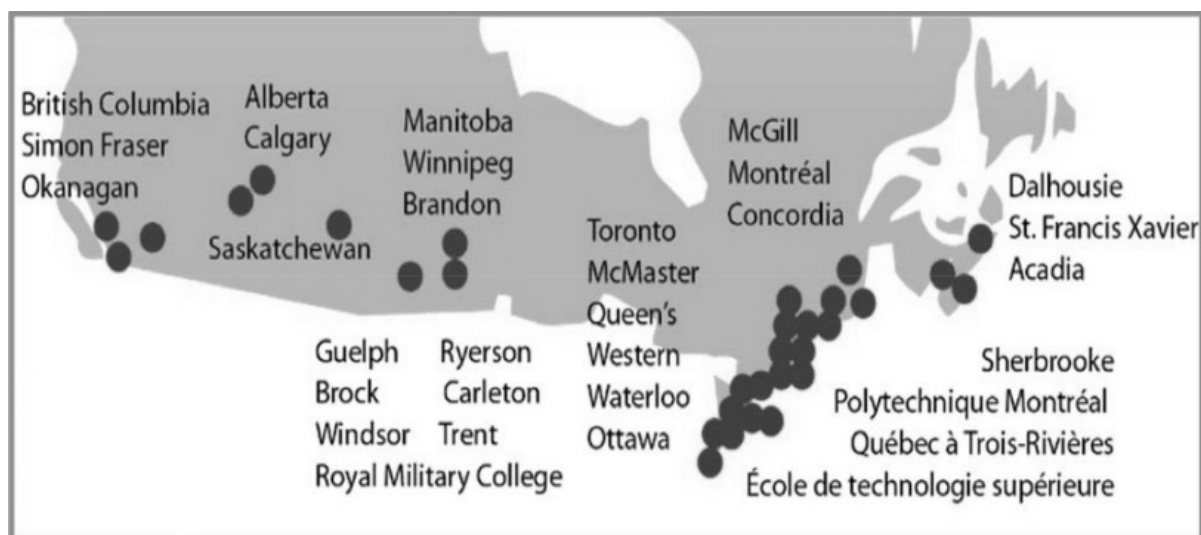 British Columbia
Simon Fraser
Okanagan
Alberta
Calgary
Saskatchewan
Manitoba
Winnipeg
Brandon
Guelph Ryerson
Brock Carleton
Windsor Trent
Royal Military College
Toronto
McMaster
Queen's
Western
Waterloo
Ottawa
McGill
Montréal
Concordia
Dalhousie
St. Francis Xavier
Acadia
Sherbrooke
Polytechnique Montréal
Québec à Trois-Rivières
École de technologie supérieure